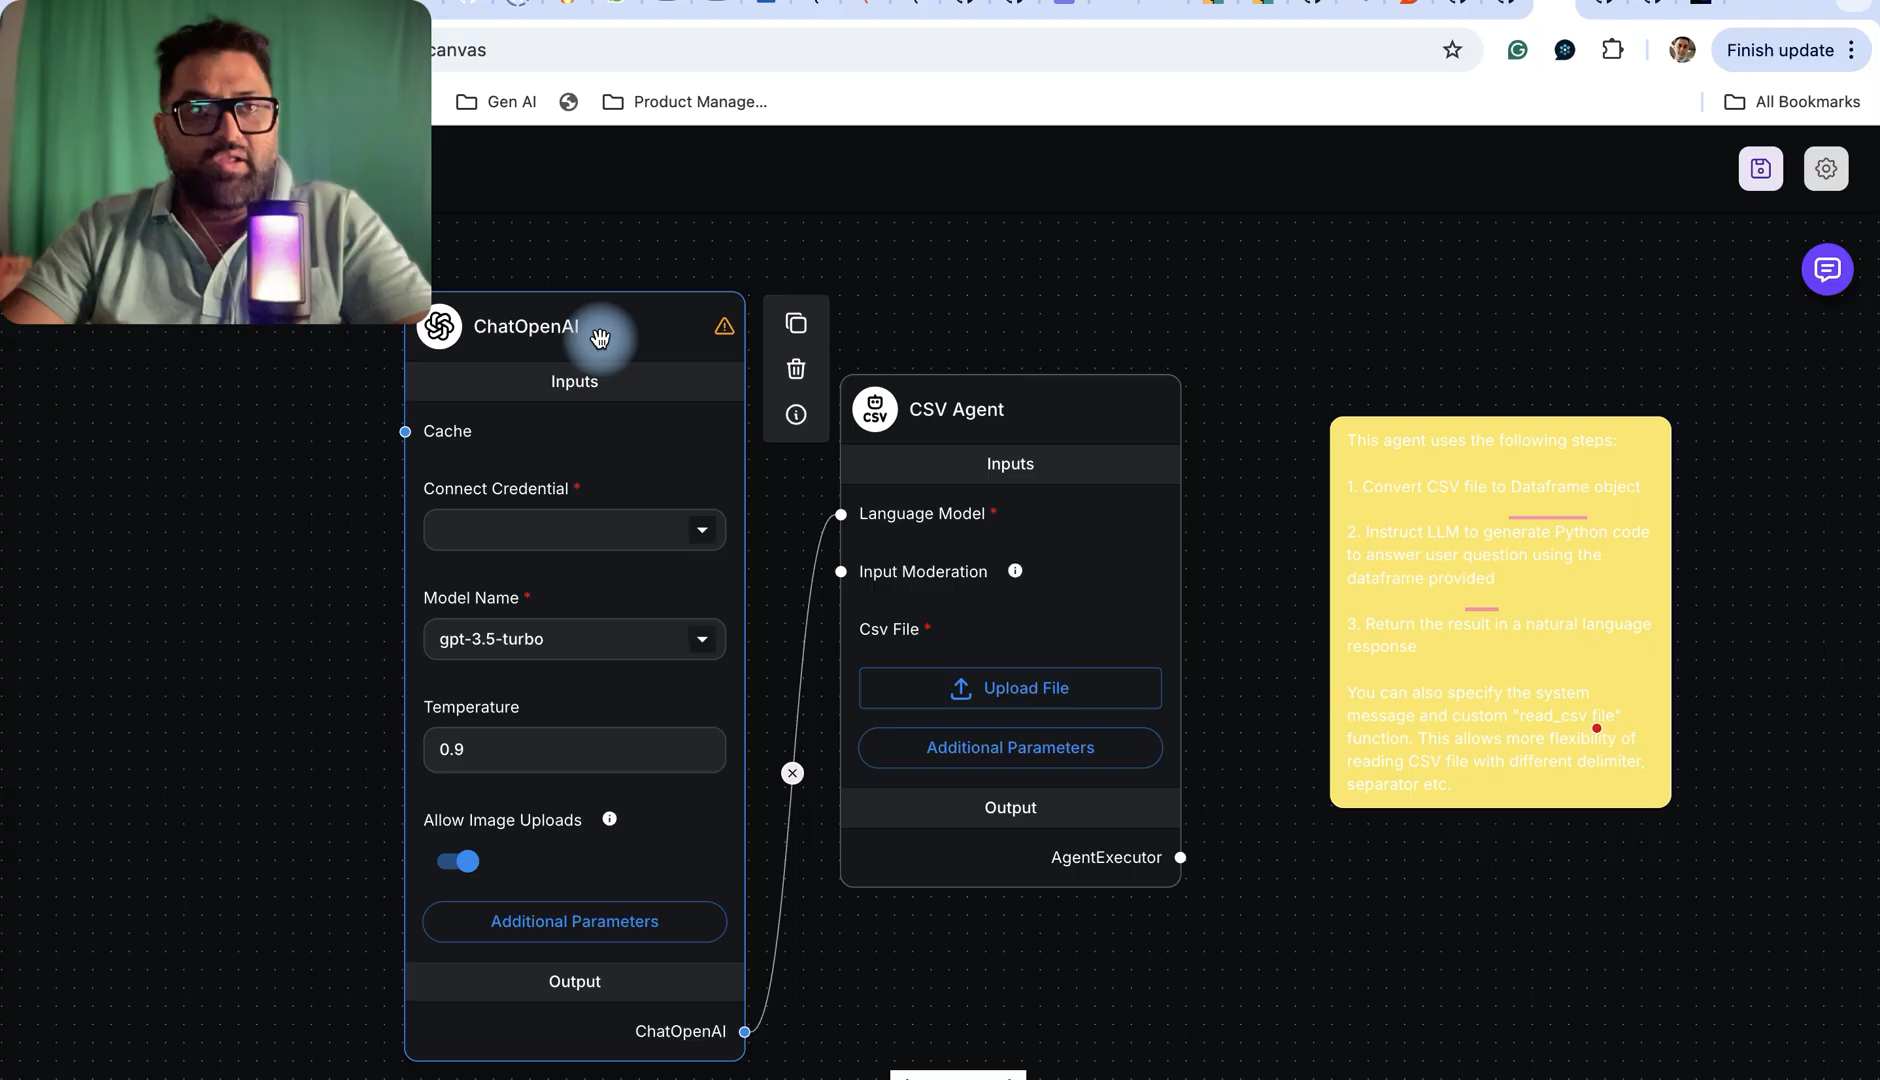 canvas
Finish update
Gen AI
Product Manage...
All Bookmarks
ChatOpenAI
Inputs
Cache
Connect Credential *
Model Name *
gpt-3.5-turbo
Temperature
0.9
Allow Image Uploads
Additional Parameters
Output
ChatOpenAI
CSV
CSV Agent
Inputs
Language Model *
Input Moderation
Csv File *
Upload File
Additional Parameters
Output
AgentExecutor
This agent uses the following steps:
1. Convert CSV file to Dataframe object
2. Instruct LLM to generate Python code
to answer user question using the
dataframe provided
3. Return the result in a natural language
response
You can also specify the system
message and custom "read_csv file"
function. This allows more flexibility of
reading CSV file with different delimiter,
separator etc.